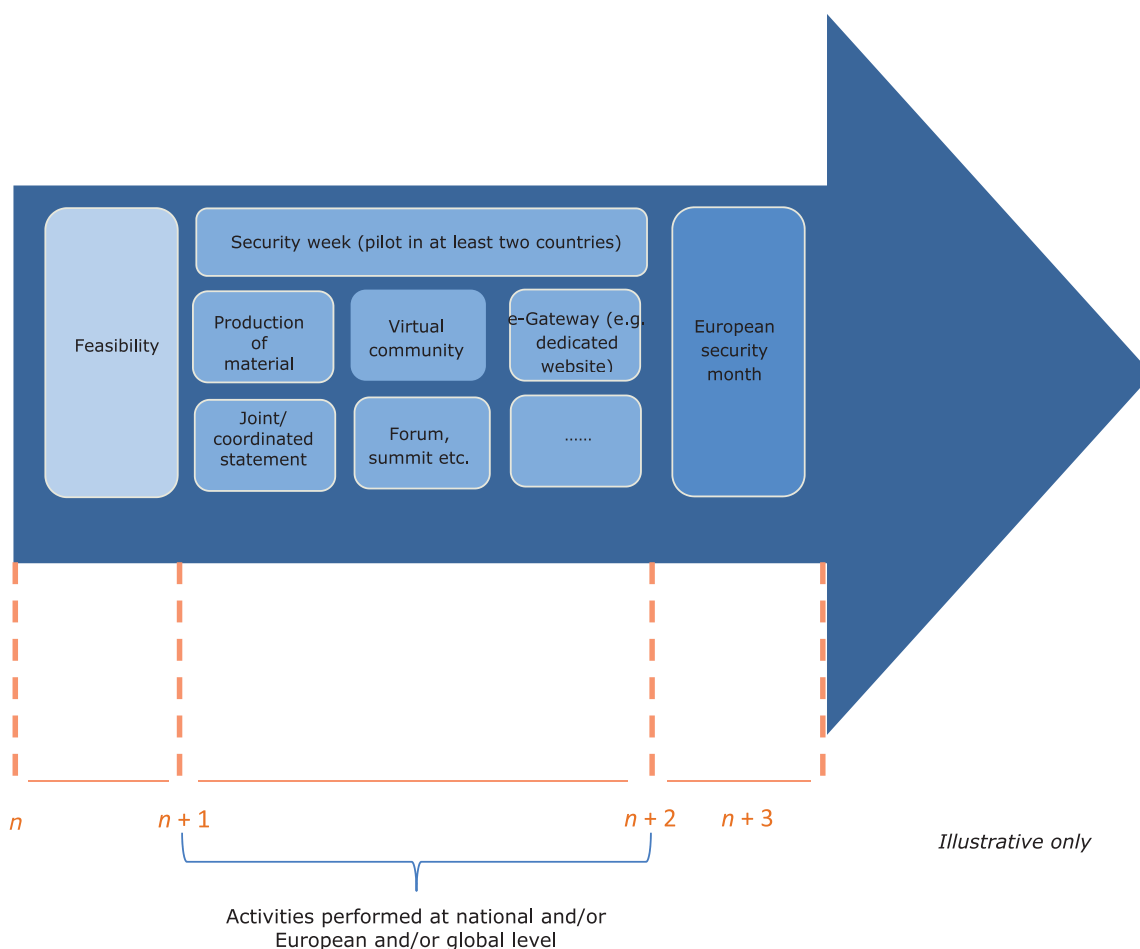 Security week (pilot in at least two countries)
Feasibility
Production
of
material
Virtual
community
e-Gateway (e.g.
dedicated
website)
European
security
month
Joint/
coordinated
statement
Forum,
summit etc.
......
n
n + 1
n + 2
n + 3
Illustrative only
Activities performed at national and/or
European and/or global level